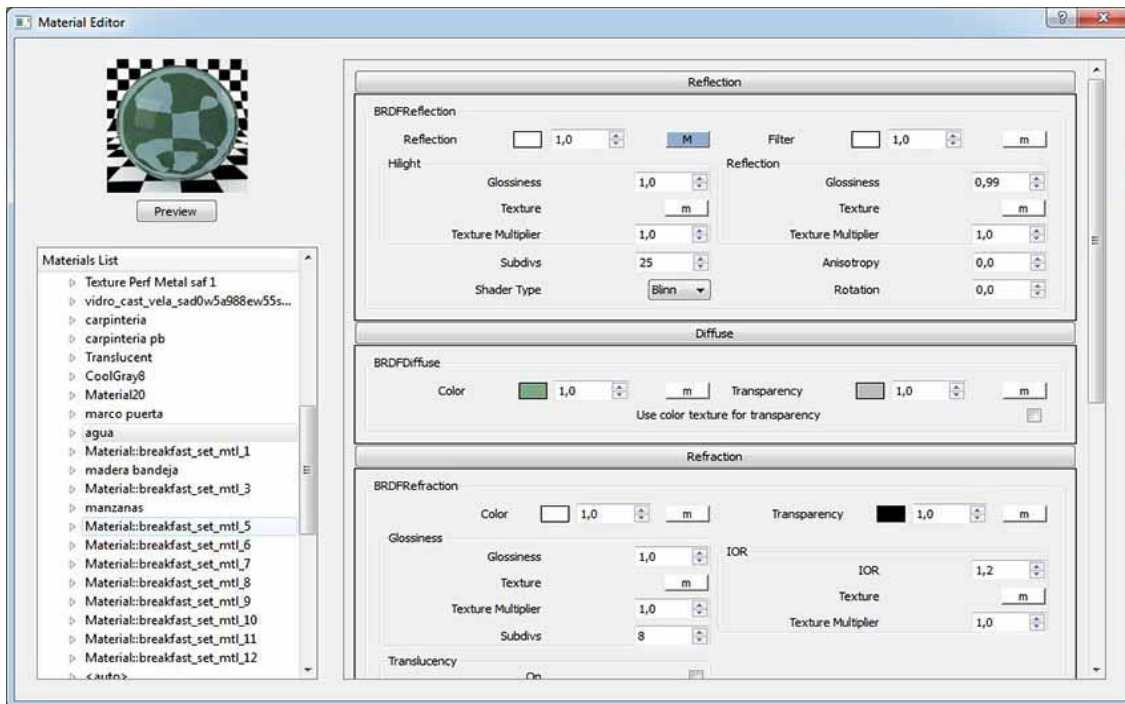 Material Editor
Preview
Materials List
Texture Perf Metal saf 1
vidro_cast_vela_sad0w5a988ew55s...
carpinteria
carpinteria pb
Translucent
CoolGray8
Material20
marco puerta
agua
Material::breakfast_set_mtl_1
madera bandeja
Material::breakfast_set_mtl_3
manzanas
Material::breakfast_set_mtl_5
Material::breakfast_set_mtl_6
Material::breakfast_set_mtl_7
Material::breakfast_set_mtl_8
Material::breakfast_set_mtl_9
Material::breakfast_set_mtl_10
Material::breakfast_set_mtl_11
Material::breakfast_set_mtl_12
<auto>
Reflection
BRDFReflection
Reflection 1,0 M Filter 1,0 m
Hilight Reflection
Glossiness 1,0 Glossiness 0,99
Texture m Texture m
Texture Multiplier 1,0 Texture Multiplier 1,0
Subdivs 25 Anisotropy 0,0
Shader Type Blinn Rotation 0,0
Diffuse
BRDFDiffuse
Color 1,0 m Transparency 1,0 m
Use color texture for transparency
Refraction
BRDFRefraction
Color 1,0 m Transparency 1,0 m
Glossiness
Glossiness 1,0
Texture m
Texture Multiplier 1,0
Subdivs 8
IOR
IOR 1,2
Texture m
Texture Multiplier 1,0
Translucency
On